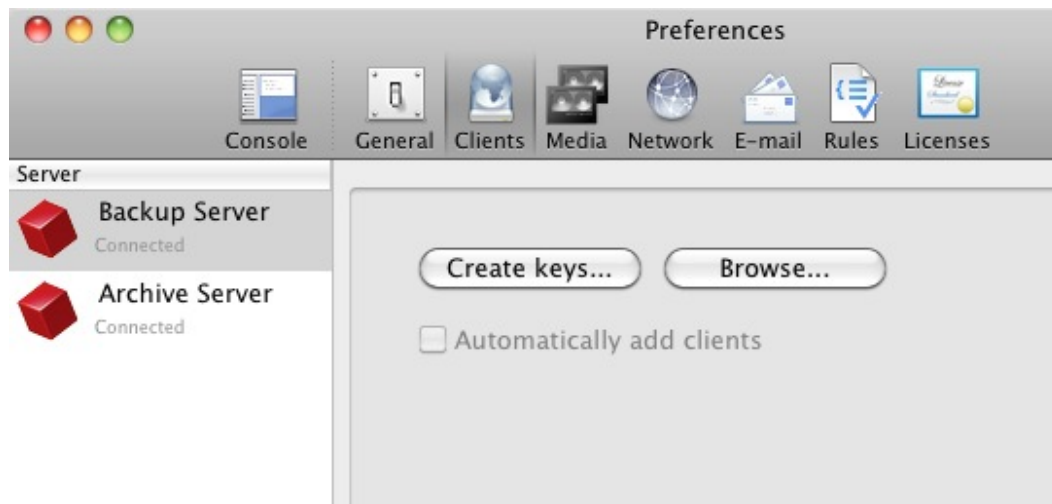 Preferences
Console General Clients Media Network E-mail Rules Licenses
Server
Backup Server
Connected
Archive Server
Connected
Create keys... Browse...
Automatically add clients